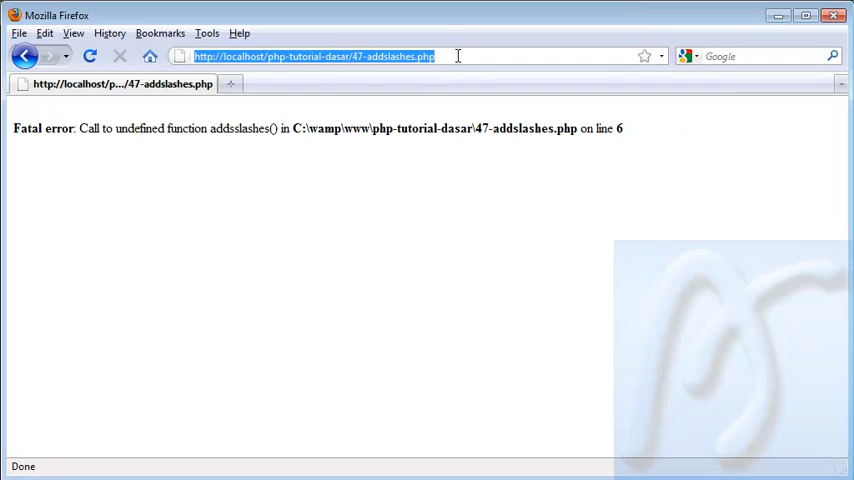 Mozilla Firefox
File Edit View History Bookmarks Tools Help
http://localhost/php-tutorial-dasar/47-addslashes.php Google
http://localhost/p.../47-addslashes.php
Fatal error: Call to undefined function addsslashes() in C:\wamp\www\php-tutorial-dasar\47-addslashes.php on line 6
Done